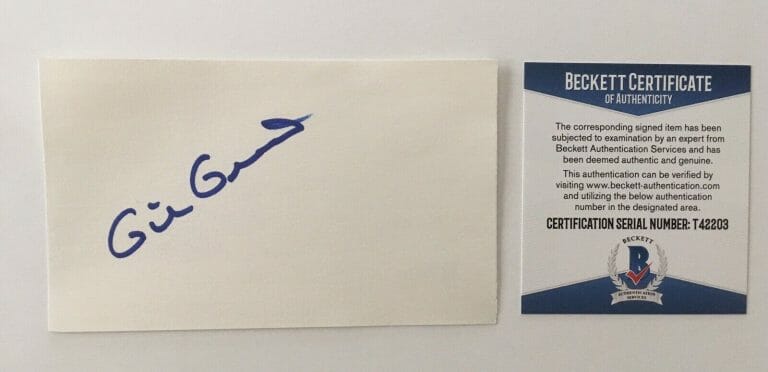 BECKETT CERTIFICATE
OF AUTHENTICITY
The corresponding signed item has been
subjected to examination by an expert from
Beckett Authentication Services and has
been deemed authentic and genuine.
This authentication can be verified by
visiting www.beckett-authentication.com
and utilizing the below authentication
number in the designated area.
CERTIFICATION SERIAL NUMBER: T42203
BECKETT
B
AUTHENTICATION
SERVICES